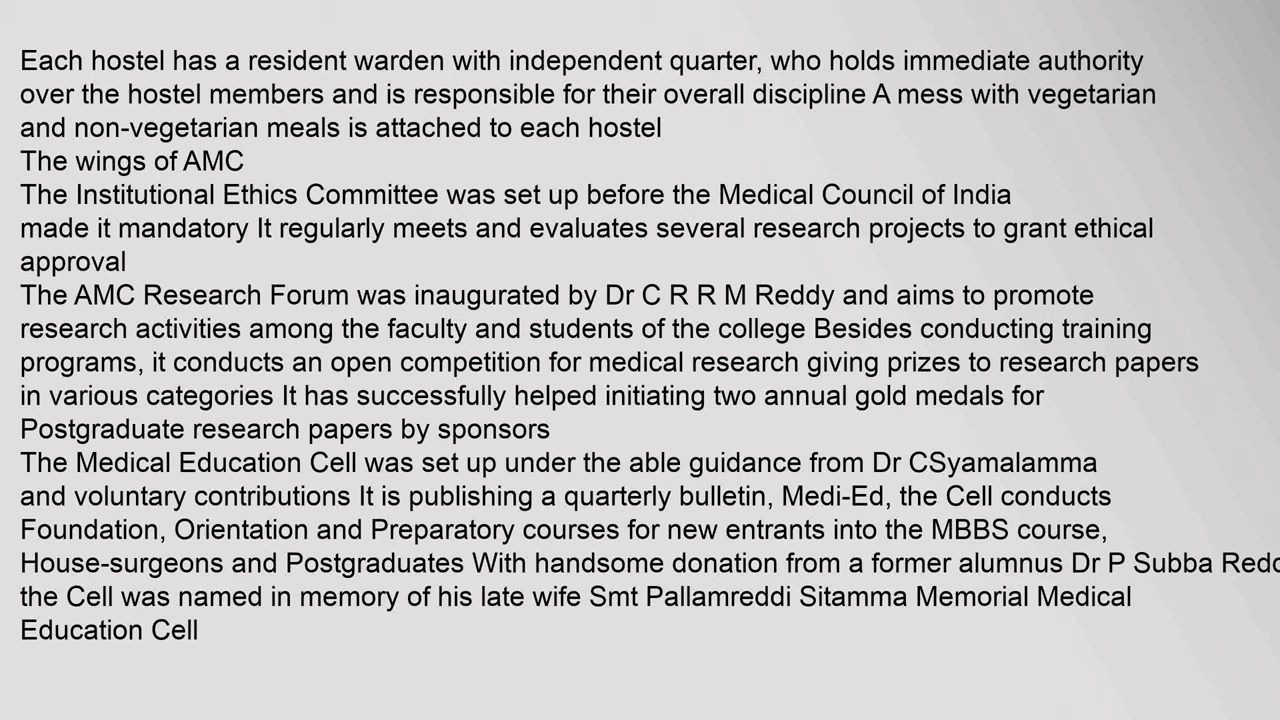 Each hostel has a resident warden with independent quarter, who holds immediate authority
over the hostel members and is responsible for their overall discipline A mess with vegetarian
and non-vegetarian meals is attached to each hostel
The wings of AMC
The Institutional Ethics Committee was set up before the Medical Council of India
made it mandatory It regularly meets and evaluates several research projects to grant ethical
approval
The AMC Research Forum was inaugurated by Dr C R R M Reddy and aims to promote
research activities among the faculty and students of the college Besides conducting training
programs, it conducts an open competition for medical research giving prizes to research papers
in various categories It has successfully helped initiating two annual gold medals for
Postgraduate research papers by sponsors
The Medical Education Cell was set up under the able guidance from Dr CSyamalamma
and voluntary contributions It is publishing a quarterly bulletin, Medi-Ed, the Cell conducts
Foundation, Orientation and Preparatory courses for new entrants into the MBBS course,
House-surgeons and Postgraduates With handsome donation from a former alumnus Dr P Subba
the Cell was named in memory of his late wife Smt Pallamreddi Sitamma Memorial Medical
Education Cell